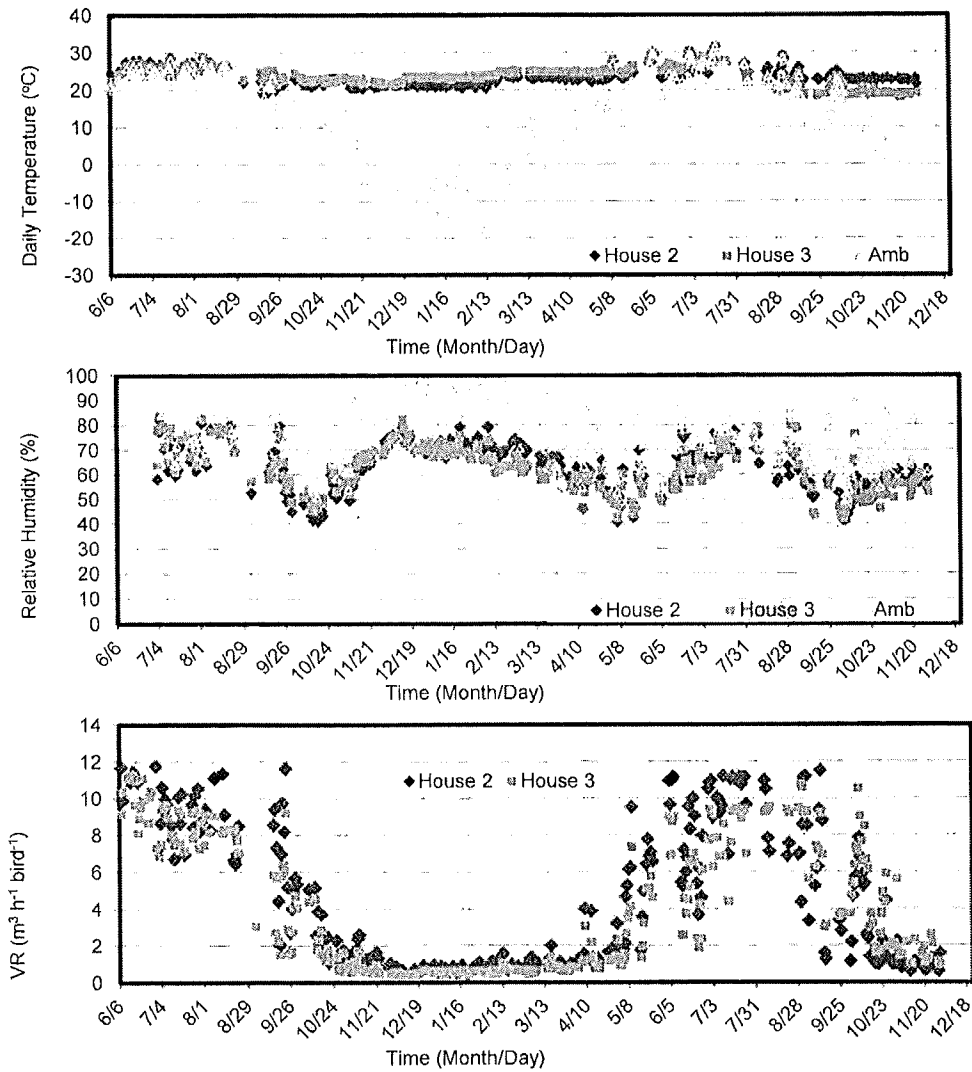 40
30
20
10
0
-10
-20
-30
Daily Temperature (ºC)
House 2 House 3 Amb
6/6 7/4 8/1 8/29 9/26 10/24 11/21 12/19 1/16 2/13 3/13 4/10 5/8 6/5 7/3 7/31 8/28 9/25 10/23 11/20 12/18
Time (Month/Day)
100
90
80
70
60
50
40
30
20
10
0
Relative Humidity (%)
House 2 House 3 Amb
6/6 7/4 8/1 8/29 9/26 10/24 11/21 12/19 1/16 2/13 3/13 4/10 5/8 6/5 7/3 7/31 8/28 9/25 10/23 11/20 12/18
Time (Month/Day)
14
12
10
8
6
4
2
0
VR (m³ h⁻¹ bird⁻¹)
House 2 House 3
6/6 7/4 8/1 8/29 9/26 10/24 11/21 12/19 1/16 2/13 3/13 4/10 5/8 6/5 7/3 7/31 8/28 9/25 10/23 11/20 12/18
Time (Month/Day)